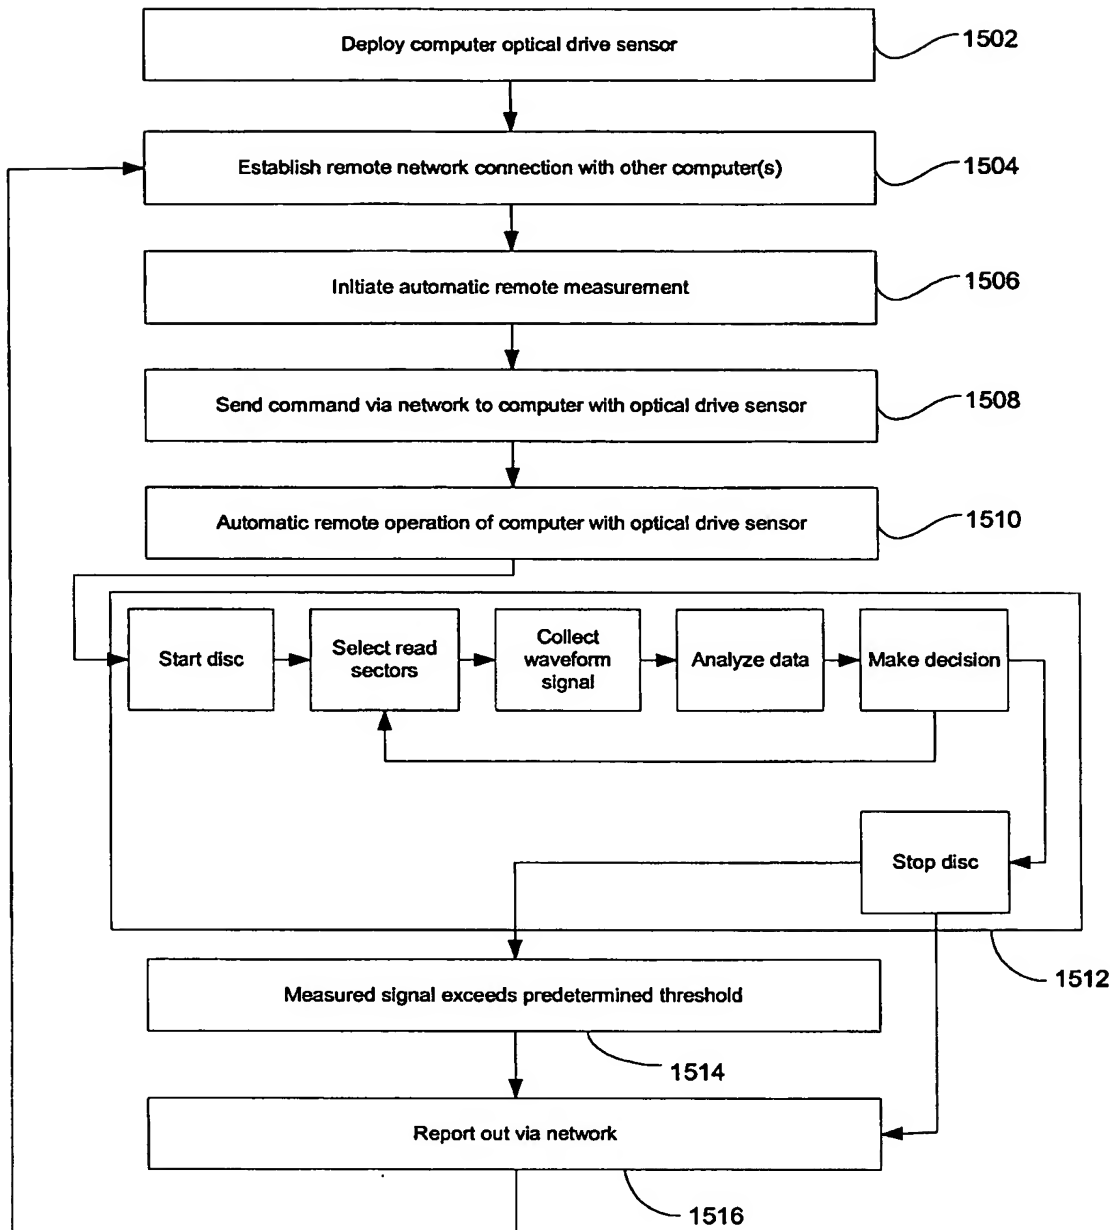 Deploy computer optical drive sensor
1502
Establish remote network connection with other computer(s)
1504
Initiate automatic remote measurement
1506
Send command via network to computer with optical drive sensor
1508
Automatic remote operation of computer with optical drive sensor
1510
Start disc
Select read
sectors
Collect
waveform
signal
Analyze data
Make decision
Stop disc
1512
Measured signal exceeds predetermined threshold
1514
Report out via network
1516